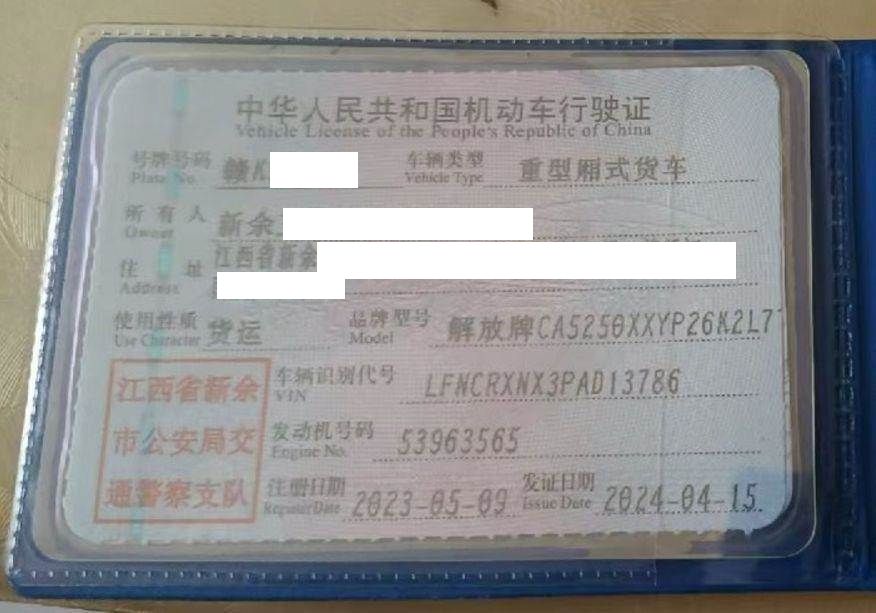 中华人民共和国机动车行驶证
Vehicle License of the People's Republic of China
号牌号码 赣K 车辆类型 重型厢式货车
Plate No. Vehicle Type
所有人 新余
Owner
住址 江西省新余
Address
使用性质 货运 品牌型号 解放牌CA5250XXYP26K2L7
Use Character Model
江西省新余
市公安局交
通警察支队
车辆识别代号 LFNCRXNX3PAD13786
VIN
发动机号码 53963565
Engine No.
注册日期 2023-05-09 发证日期 2024-04-15
Register Date Issue Date